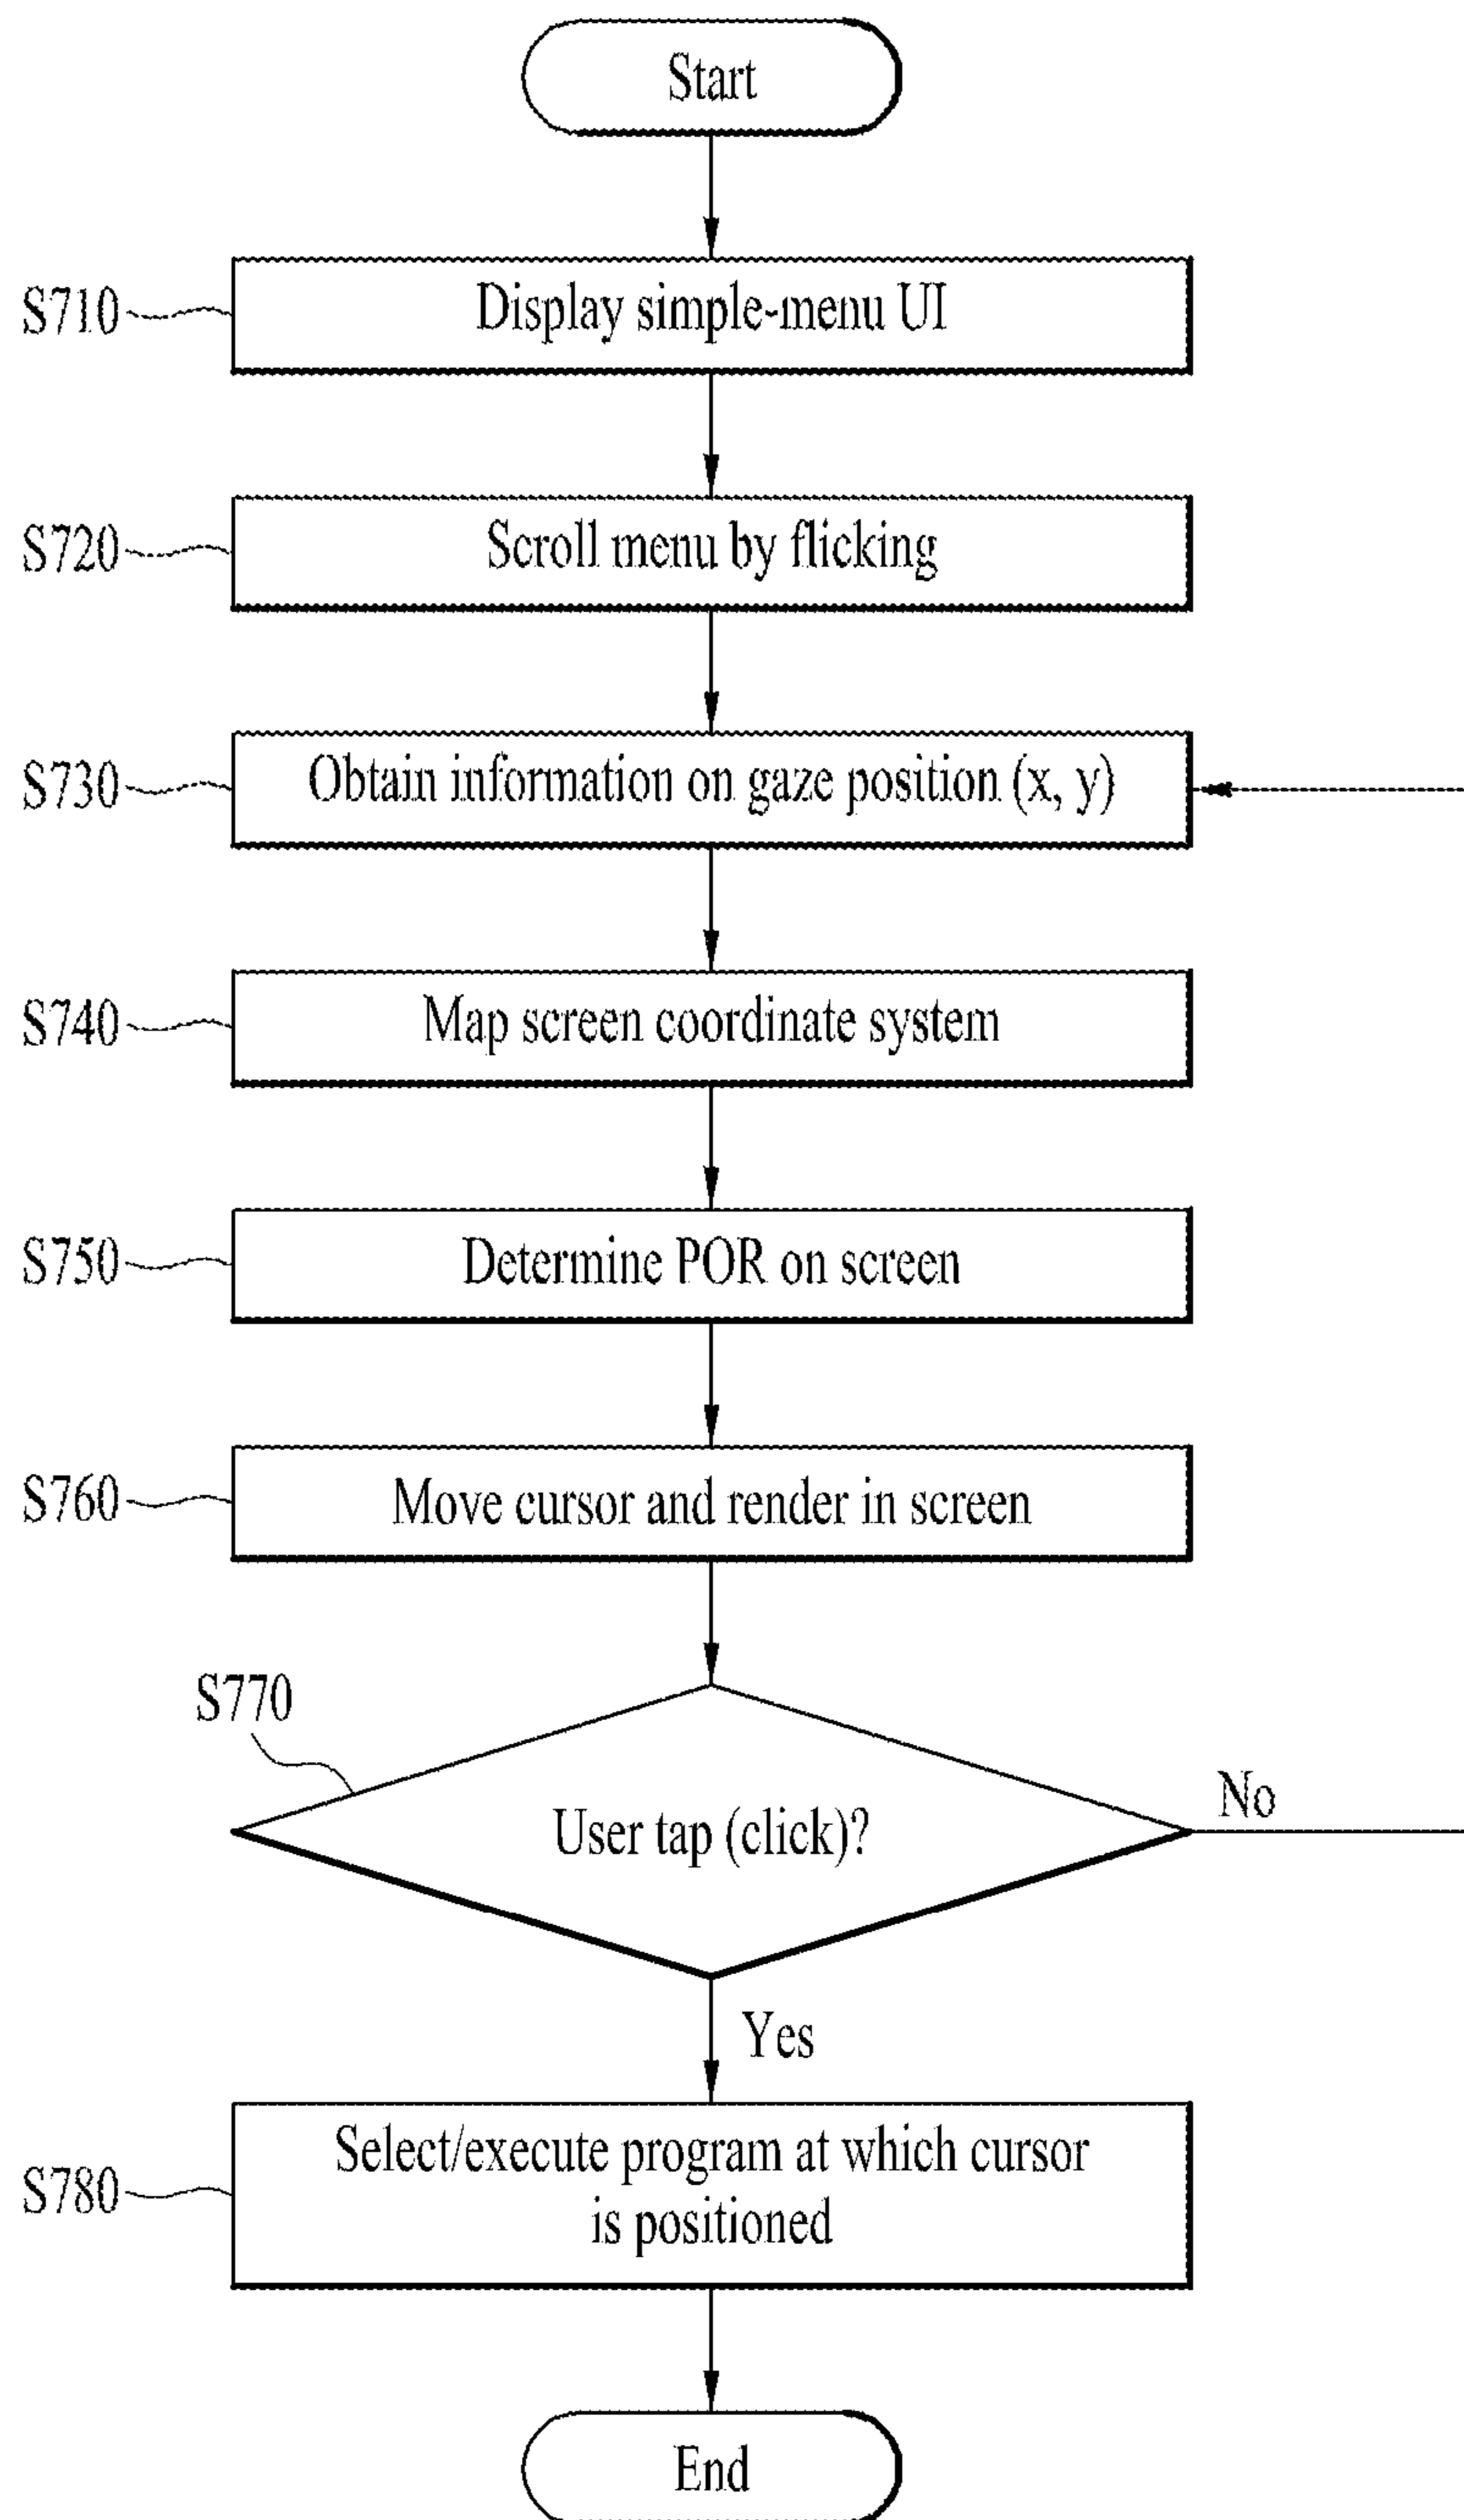 Start
S710
Display simple-menu UI
S720
Scroll menu by flicking
S730
Obtain information on gaze position (x, y)
S740
Map screen coordinate system
S750
Determine POR on screen
S760
Move cursor and render in screen
S770
User tap (click)?
No
Yes
S780
Select/execute program at which cursor
is positioned
End